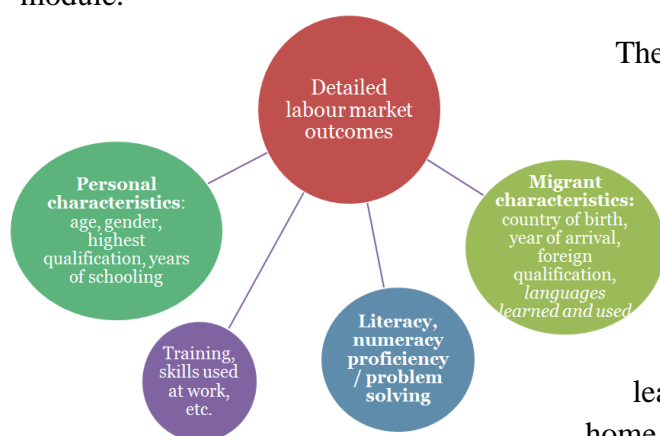 module.
The
Detailed
labour market
outcomes
Personal
characteristics:
age, gender,
highest
qualification, years
of schooling
Migrant
characteristics:
country of birth,
year of arrival,
foreign
qualification,
languages
learned and used
Training,
skills used
at work,
etc.
Literacy,
numeracy
proficiency
/ problem
solving
lea
home